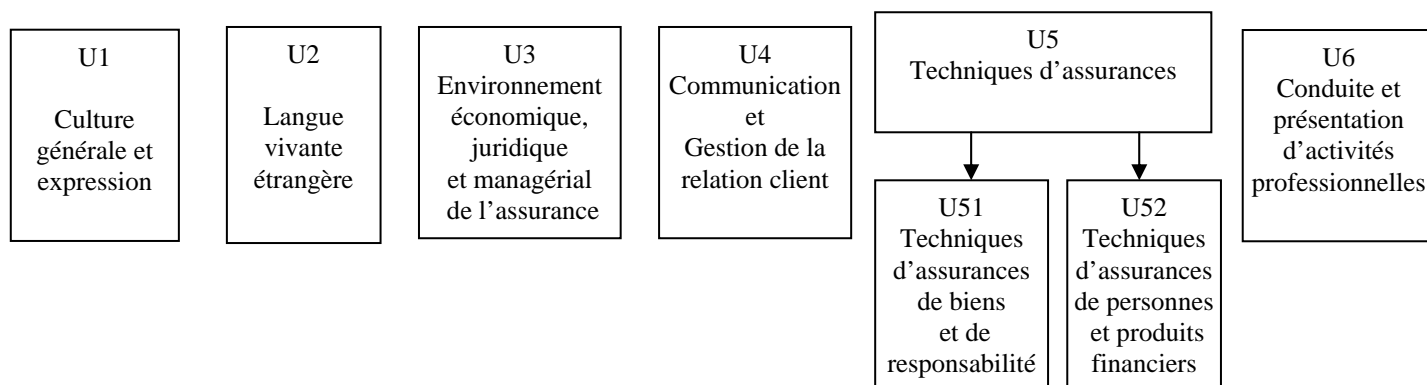 U1
Culture
générale et
expression
U2
Langue
vivante
étrangère
U3
Environnement
économique,
juridique
et managérial
de l'assurance
U4
Communication
et
Gestion de la
relation client
U5
Techniques d'assurances
U51
Techniques
d'assurances
de biens
et de
responsabilité
U52
Techniques
d'assurances
de personnes
et produits
financiers
U6
Conduite et
présentation
d'activités
professionnelles